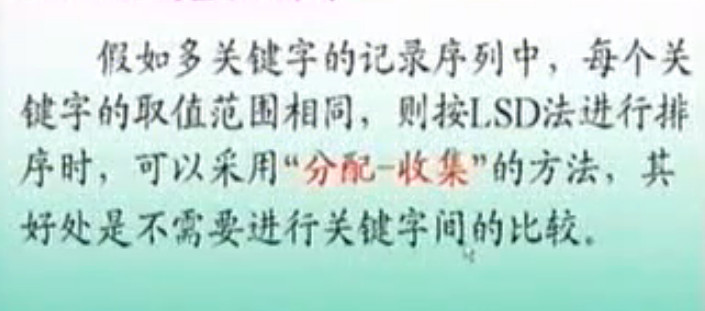 假如多关键字的记录序列中，每个关
键字的取值范围相同，则按LSD法进行排
序时，可以采用“分配-收集”的方法，其
好处是不需要进行关键字间的比较。